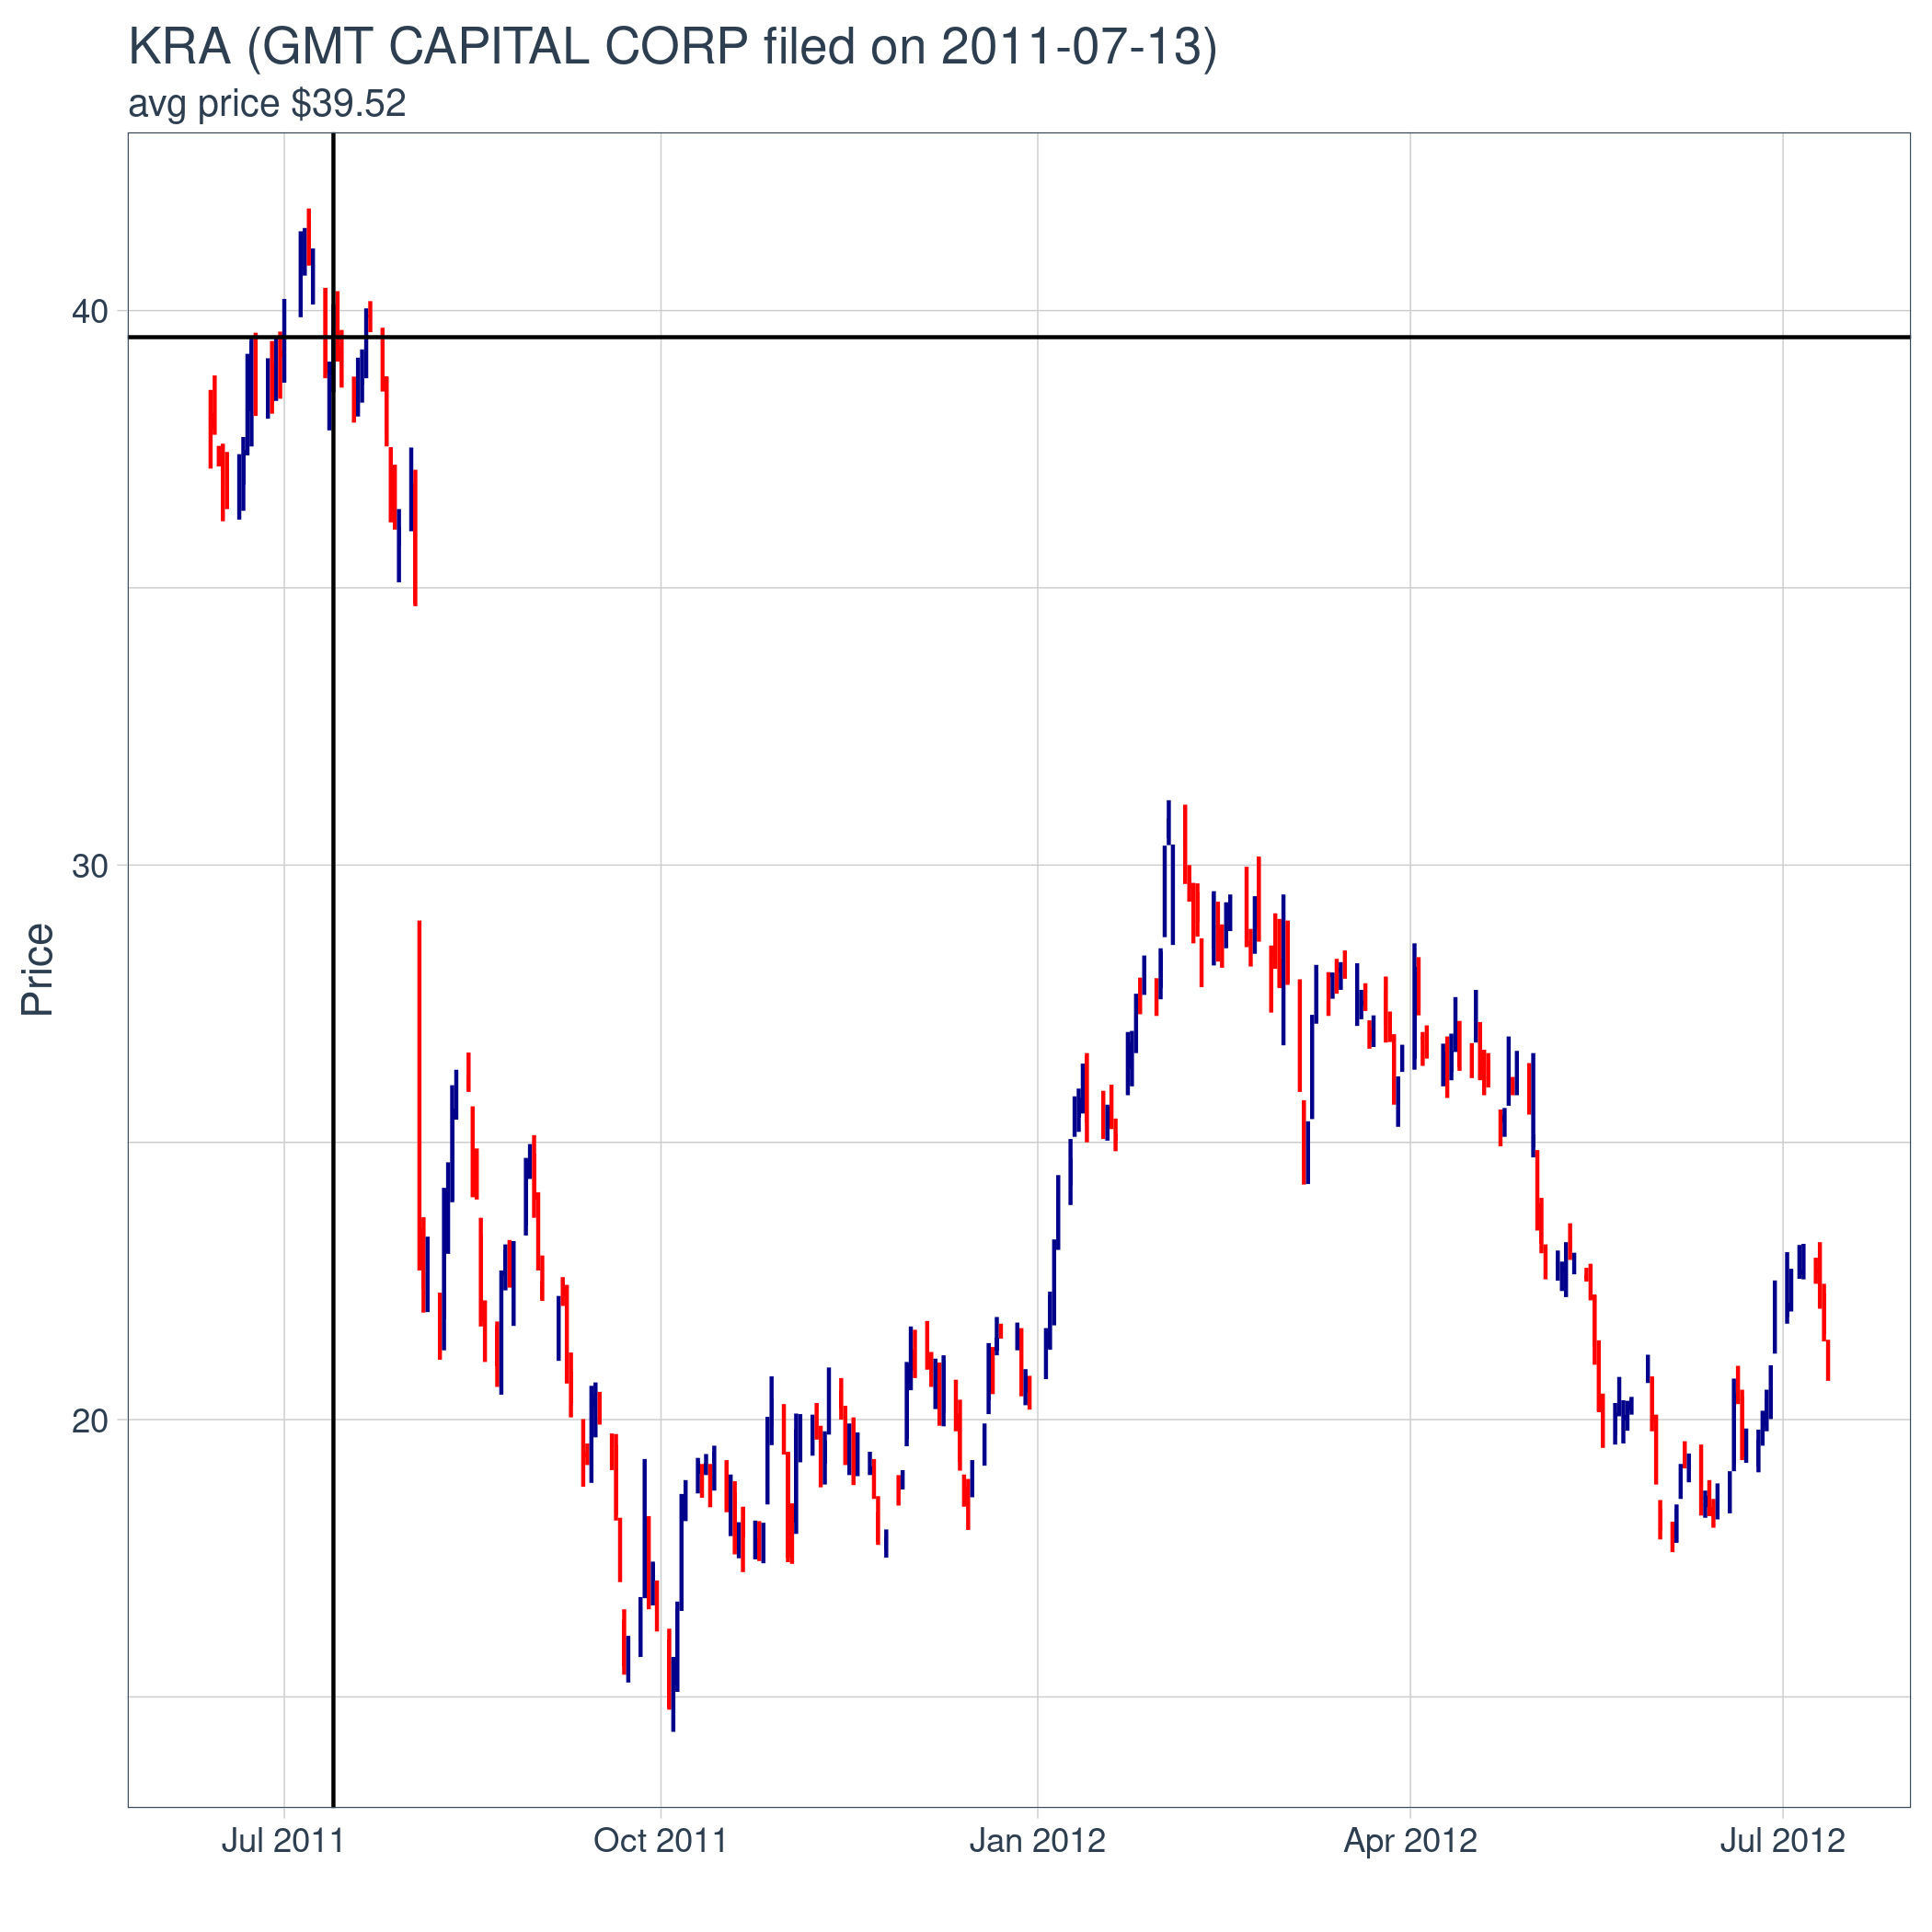 KRA (GMT CAPITAL CORP filed on 2011-07-13)
avg price $39.52
40
30
20
Price
Jul 2011
Oct 2011
Jan 2012
Apr 2012
Jul 2012